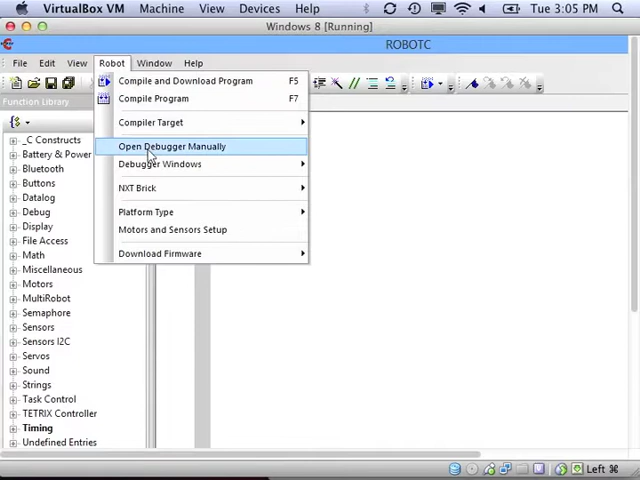 VirtualBox VM Machine View Devices Help Tue 3:05 PM
Windows 8 [Running]
ROBOTC
File Edit View Robot Window Help
Compile and Download Program F5
Compile Program F7
Compiler Target
Open Debugger Manually
Debugger Windows
NXT Brick
Platform Type
Motors and Sensors Setup
Download Firmware
Function Library
_C Constructs
Battery & Power
Bluetooth
Buttons
Datalog
Debug
Display
File Access
Math
Miscellaneous
Motors
MultiRobot
Semaphore
Sensors
Sensors I2C
Servos
Sound
Strings
Task Control
TETRIX Controller
Timing
Undefined Entries
Left ⌘